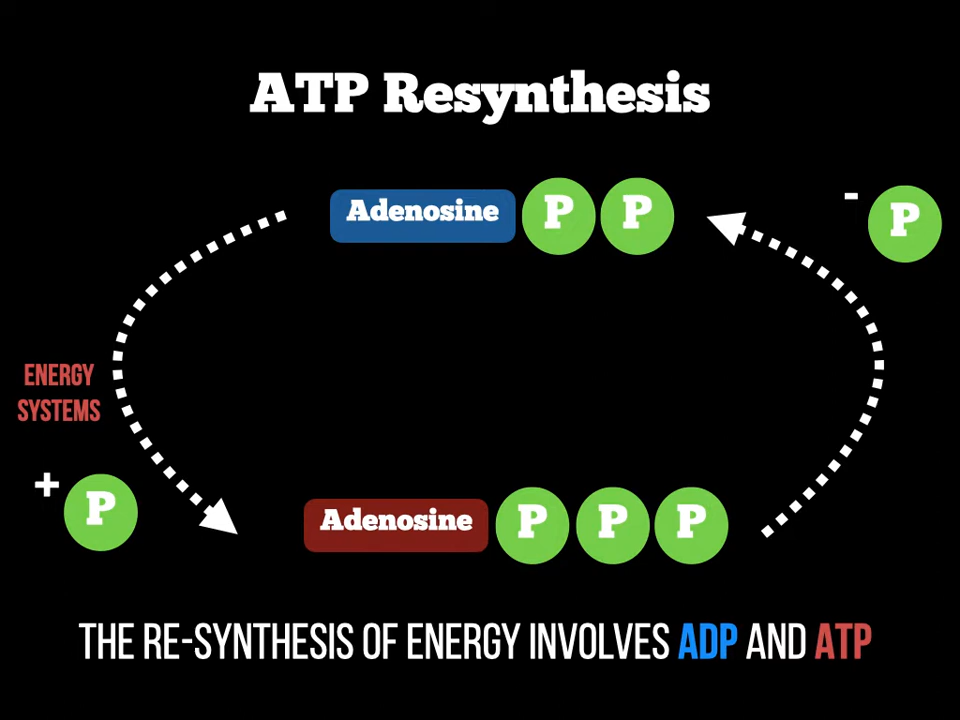 ATP Resynthesis
Adenosine P P
- P
ENERGY
SYSTEMS
+ P
Adenosine P P P
THE RE-SYNTHESIS OF ENERGY INVOLVES ADP AND ATP